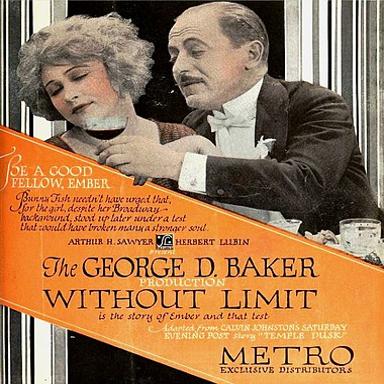 BE A GOOD
FELLOW, EMBER
Bunny Fish needn't have urged that,
for the girl, despite her Broadway
background, stood up later under a test
that could have broken many a stronger soul.
ARTHUR H. SAWYER HERBERT LUBIN
present
The GEORGE D. BAKER
PRODUCTION
WITHOUT LIMIT
is the story of Ember and that test
Adapted from CALVIN JOHNSTON'S SATURDAY
EVENING POST story "TEMPLE DUSK"
METRO
EXCLUSIVE DISTRIBUTORS